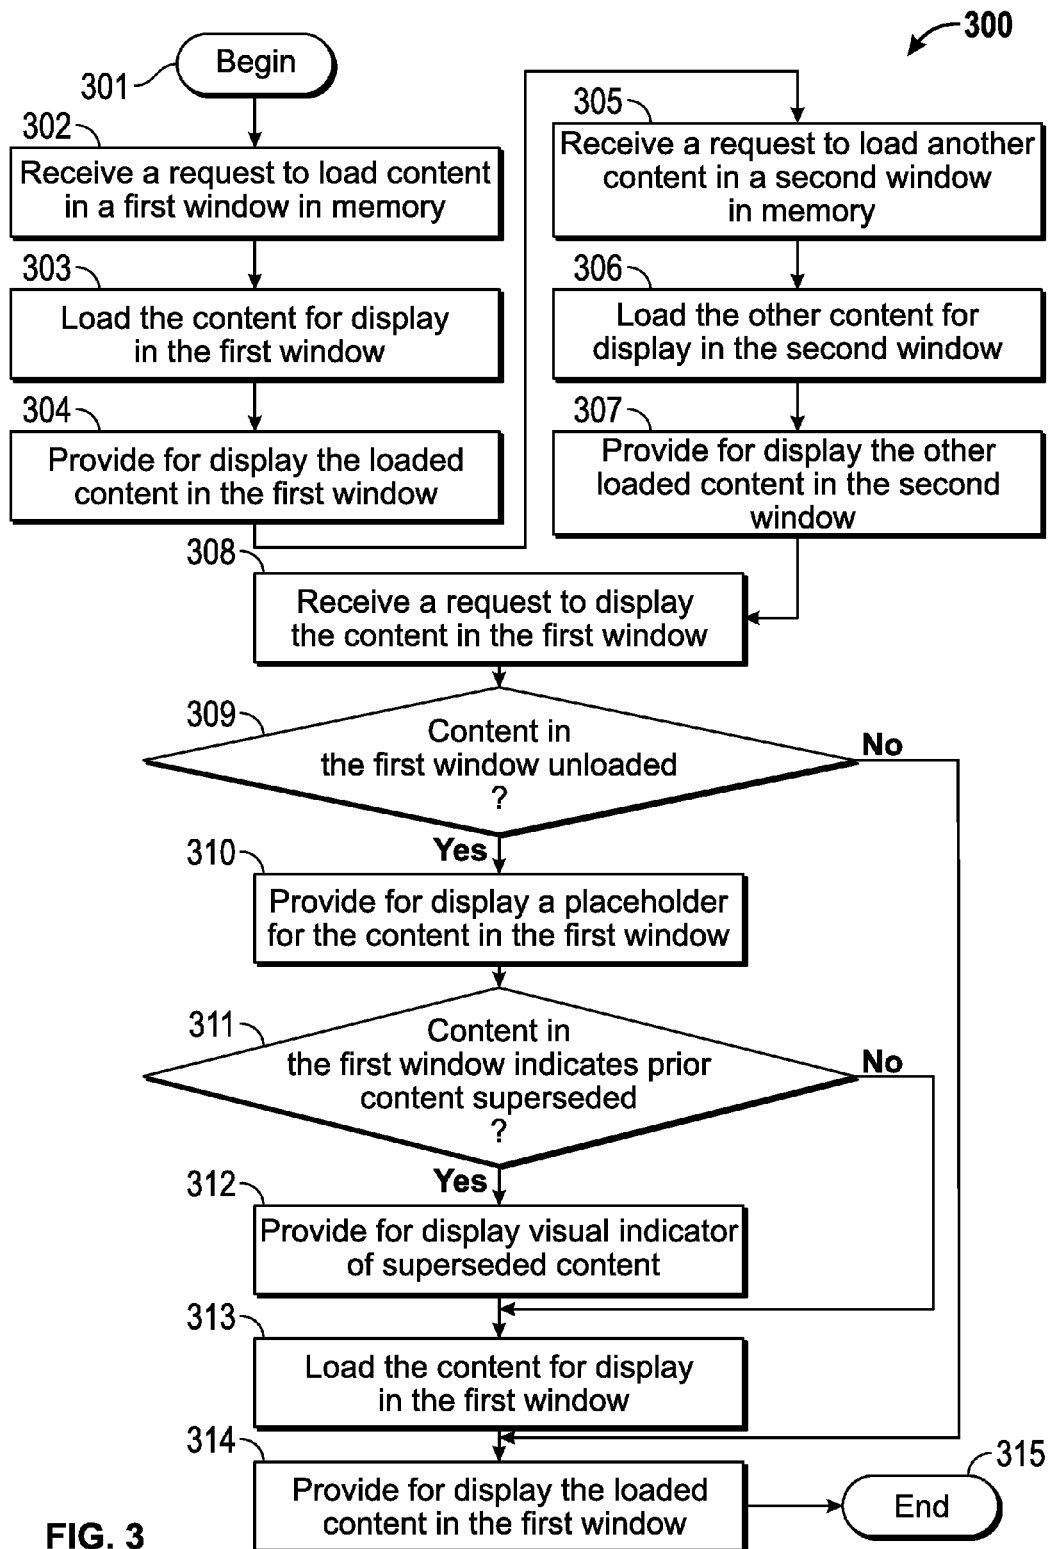 300
301
Begin
302
Receive a request to load content
in a first window in memory
303
Load the content for display
in the first window
304
Provide for display the loaded
content in the first window
305
Receive a request to load another
content in a second window
in memory
306
Load the other content for
display in the second window
307
Provide for display the other
loaded content in the second
window
308
Receive a request to display
the content in the first window
309
Content in
the first window unloaded
?
No
Yes
310
Provide for display a placeholder
for the content in the first window
311
Content in
the first window indicates prior
content superseded
?
No
Yes
312
Provide for display visual indicator
of superseded content
313
Load the content for display
in the first window
314
Provide for display the loaded
content in the first window
315
End
FIG. 3